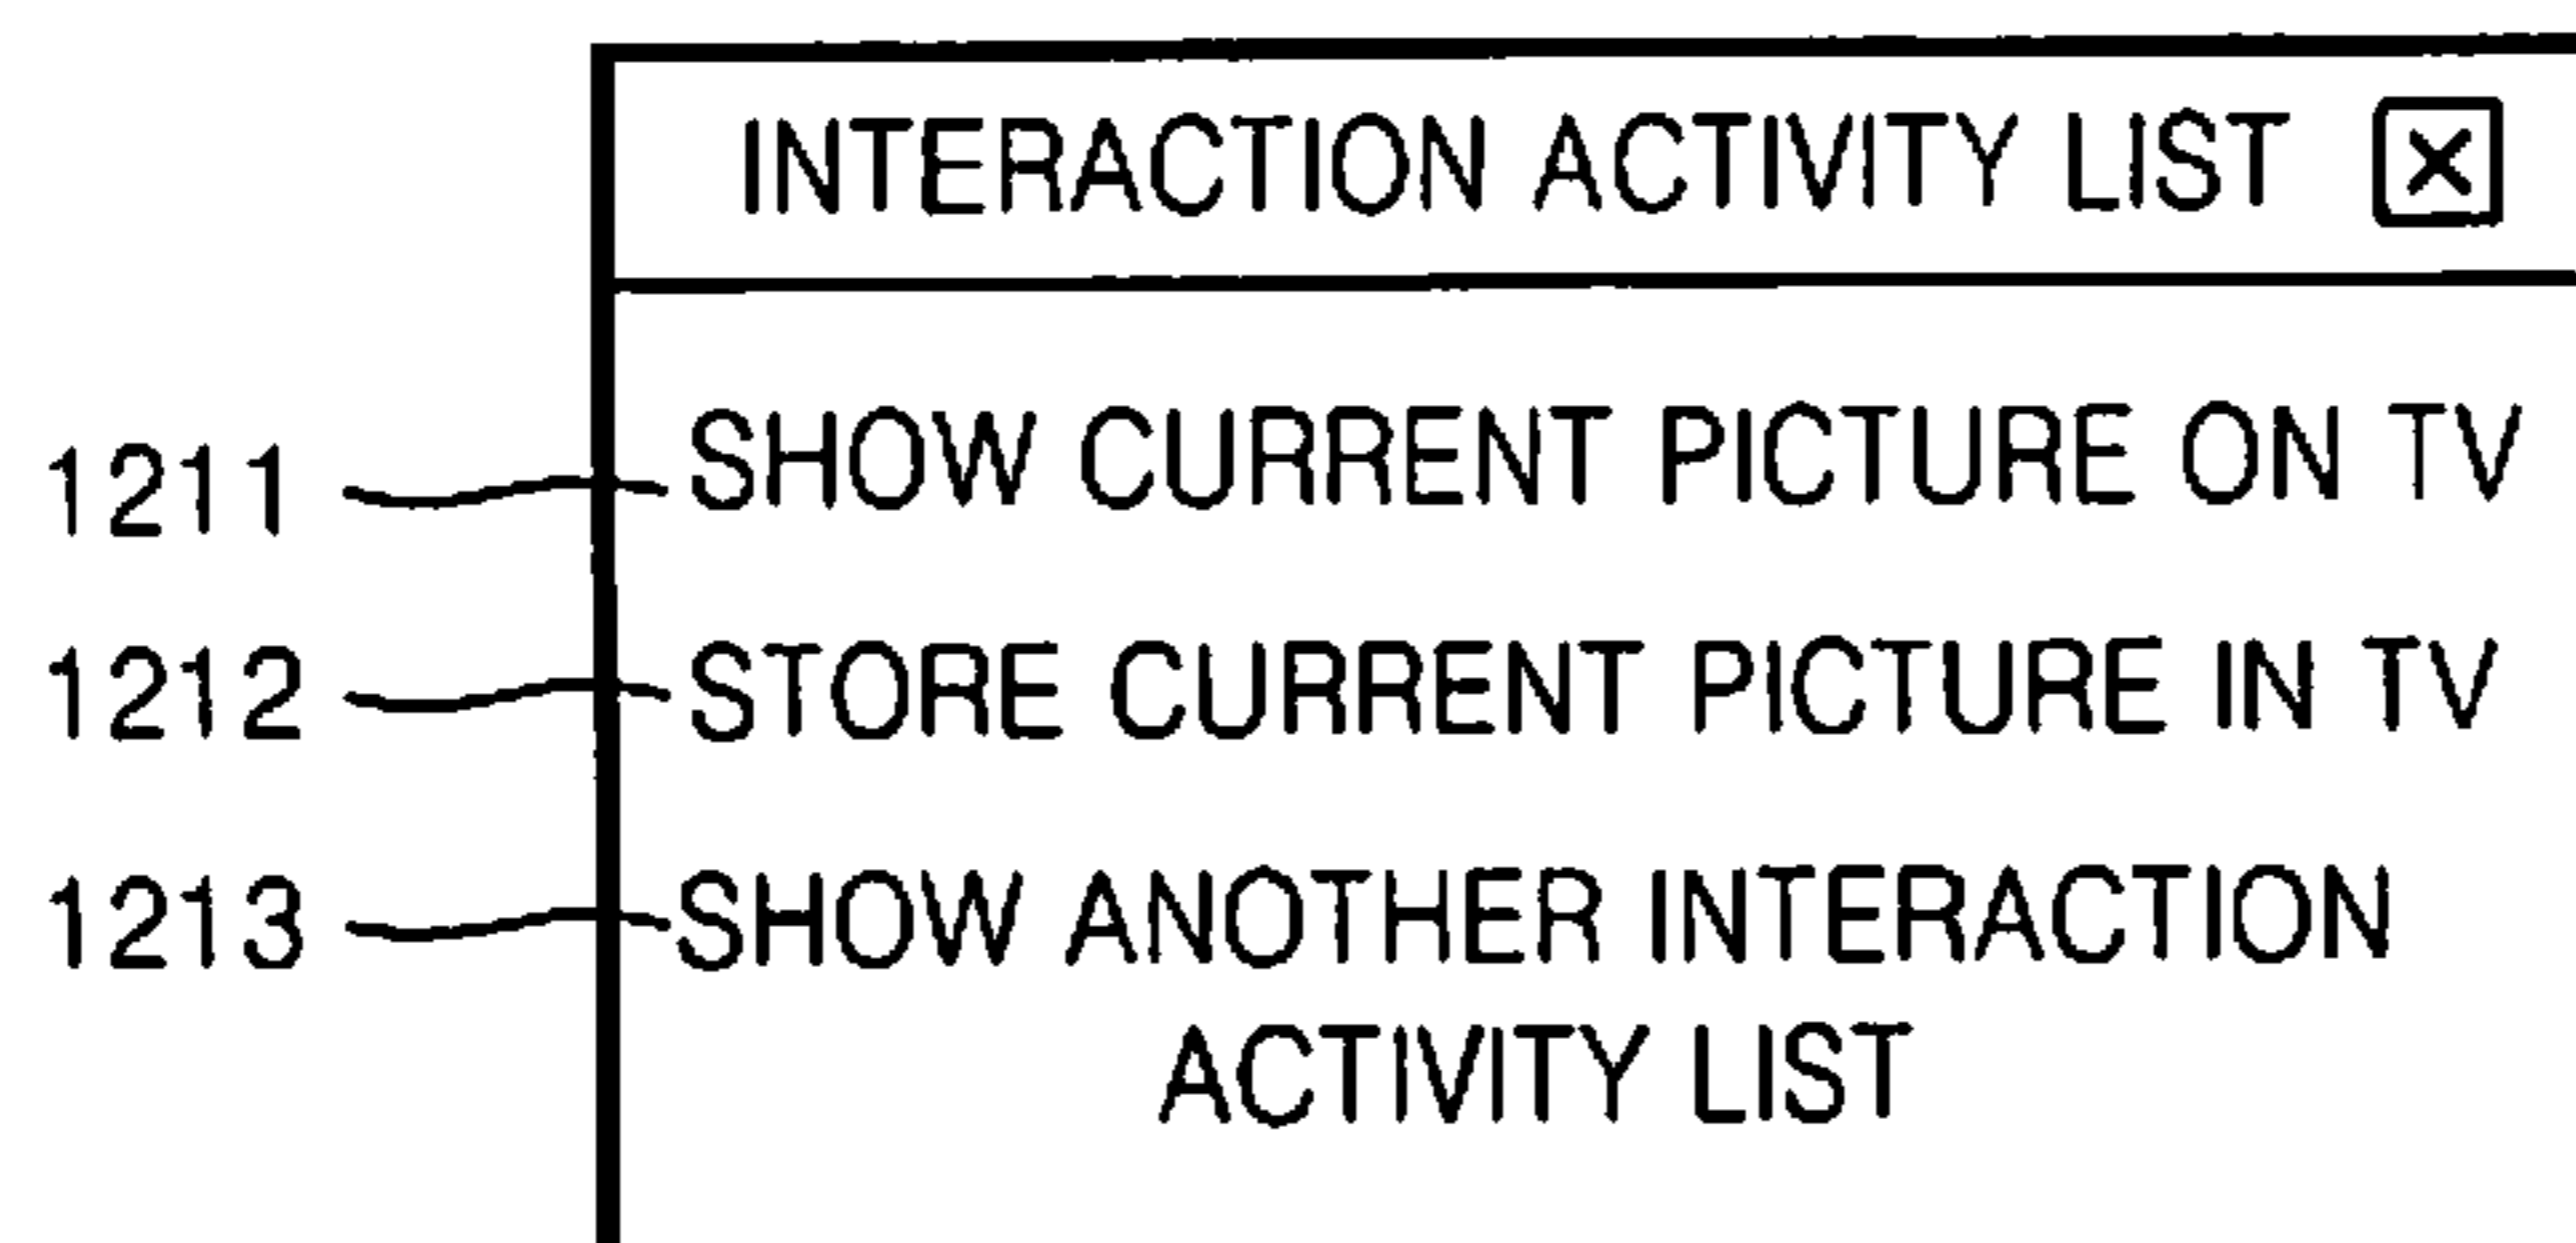 INTERACTION ACTIVITY LIST X
1211 SHOW CURRENT PICTURE ON TV
1212 STORE CURRENT PICTURE IN TV
1213 SHOW ANOTHER INTERACTION
ACTIVITY LIST